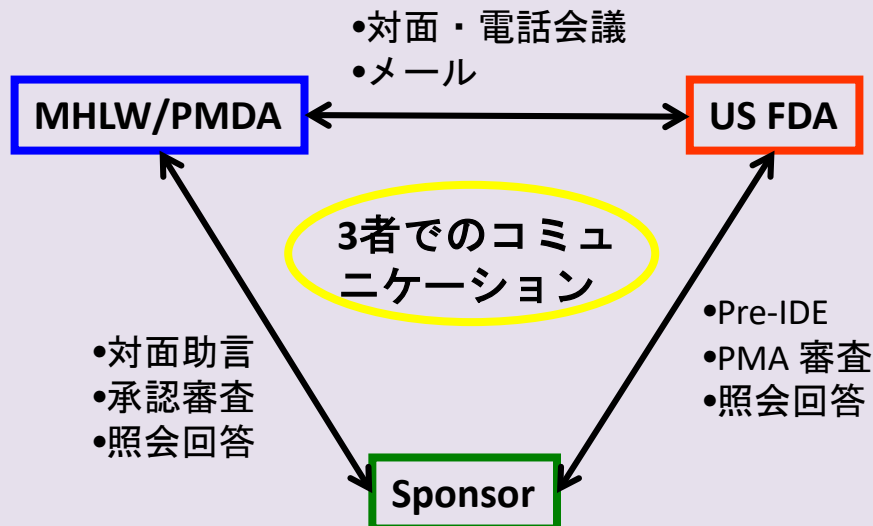 •対面・電話会議
•メール
MHLW/PMDA
US FDA
3者でのコミュ
ニケーション
•Pre-IDE
•PMA 審査
•照会回答
•対面助言
•承認審査
•照会回答
Sponsor